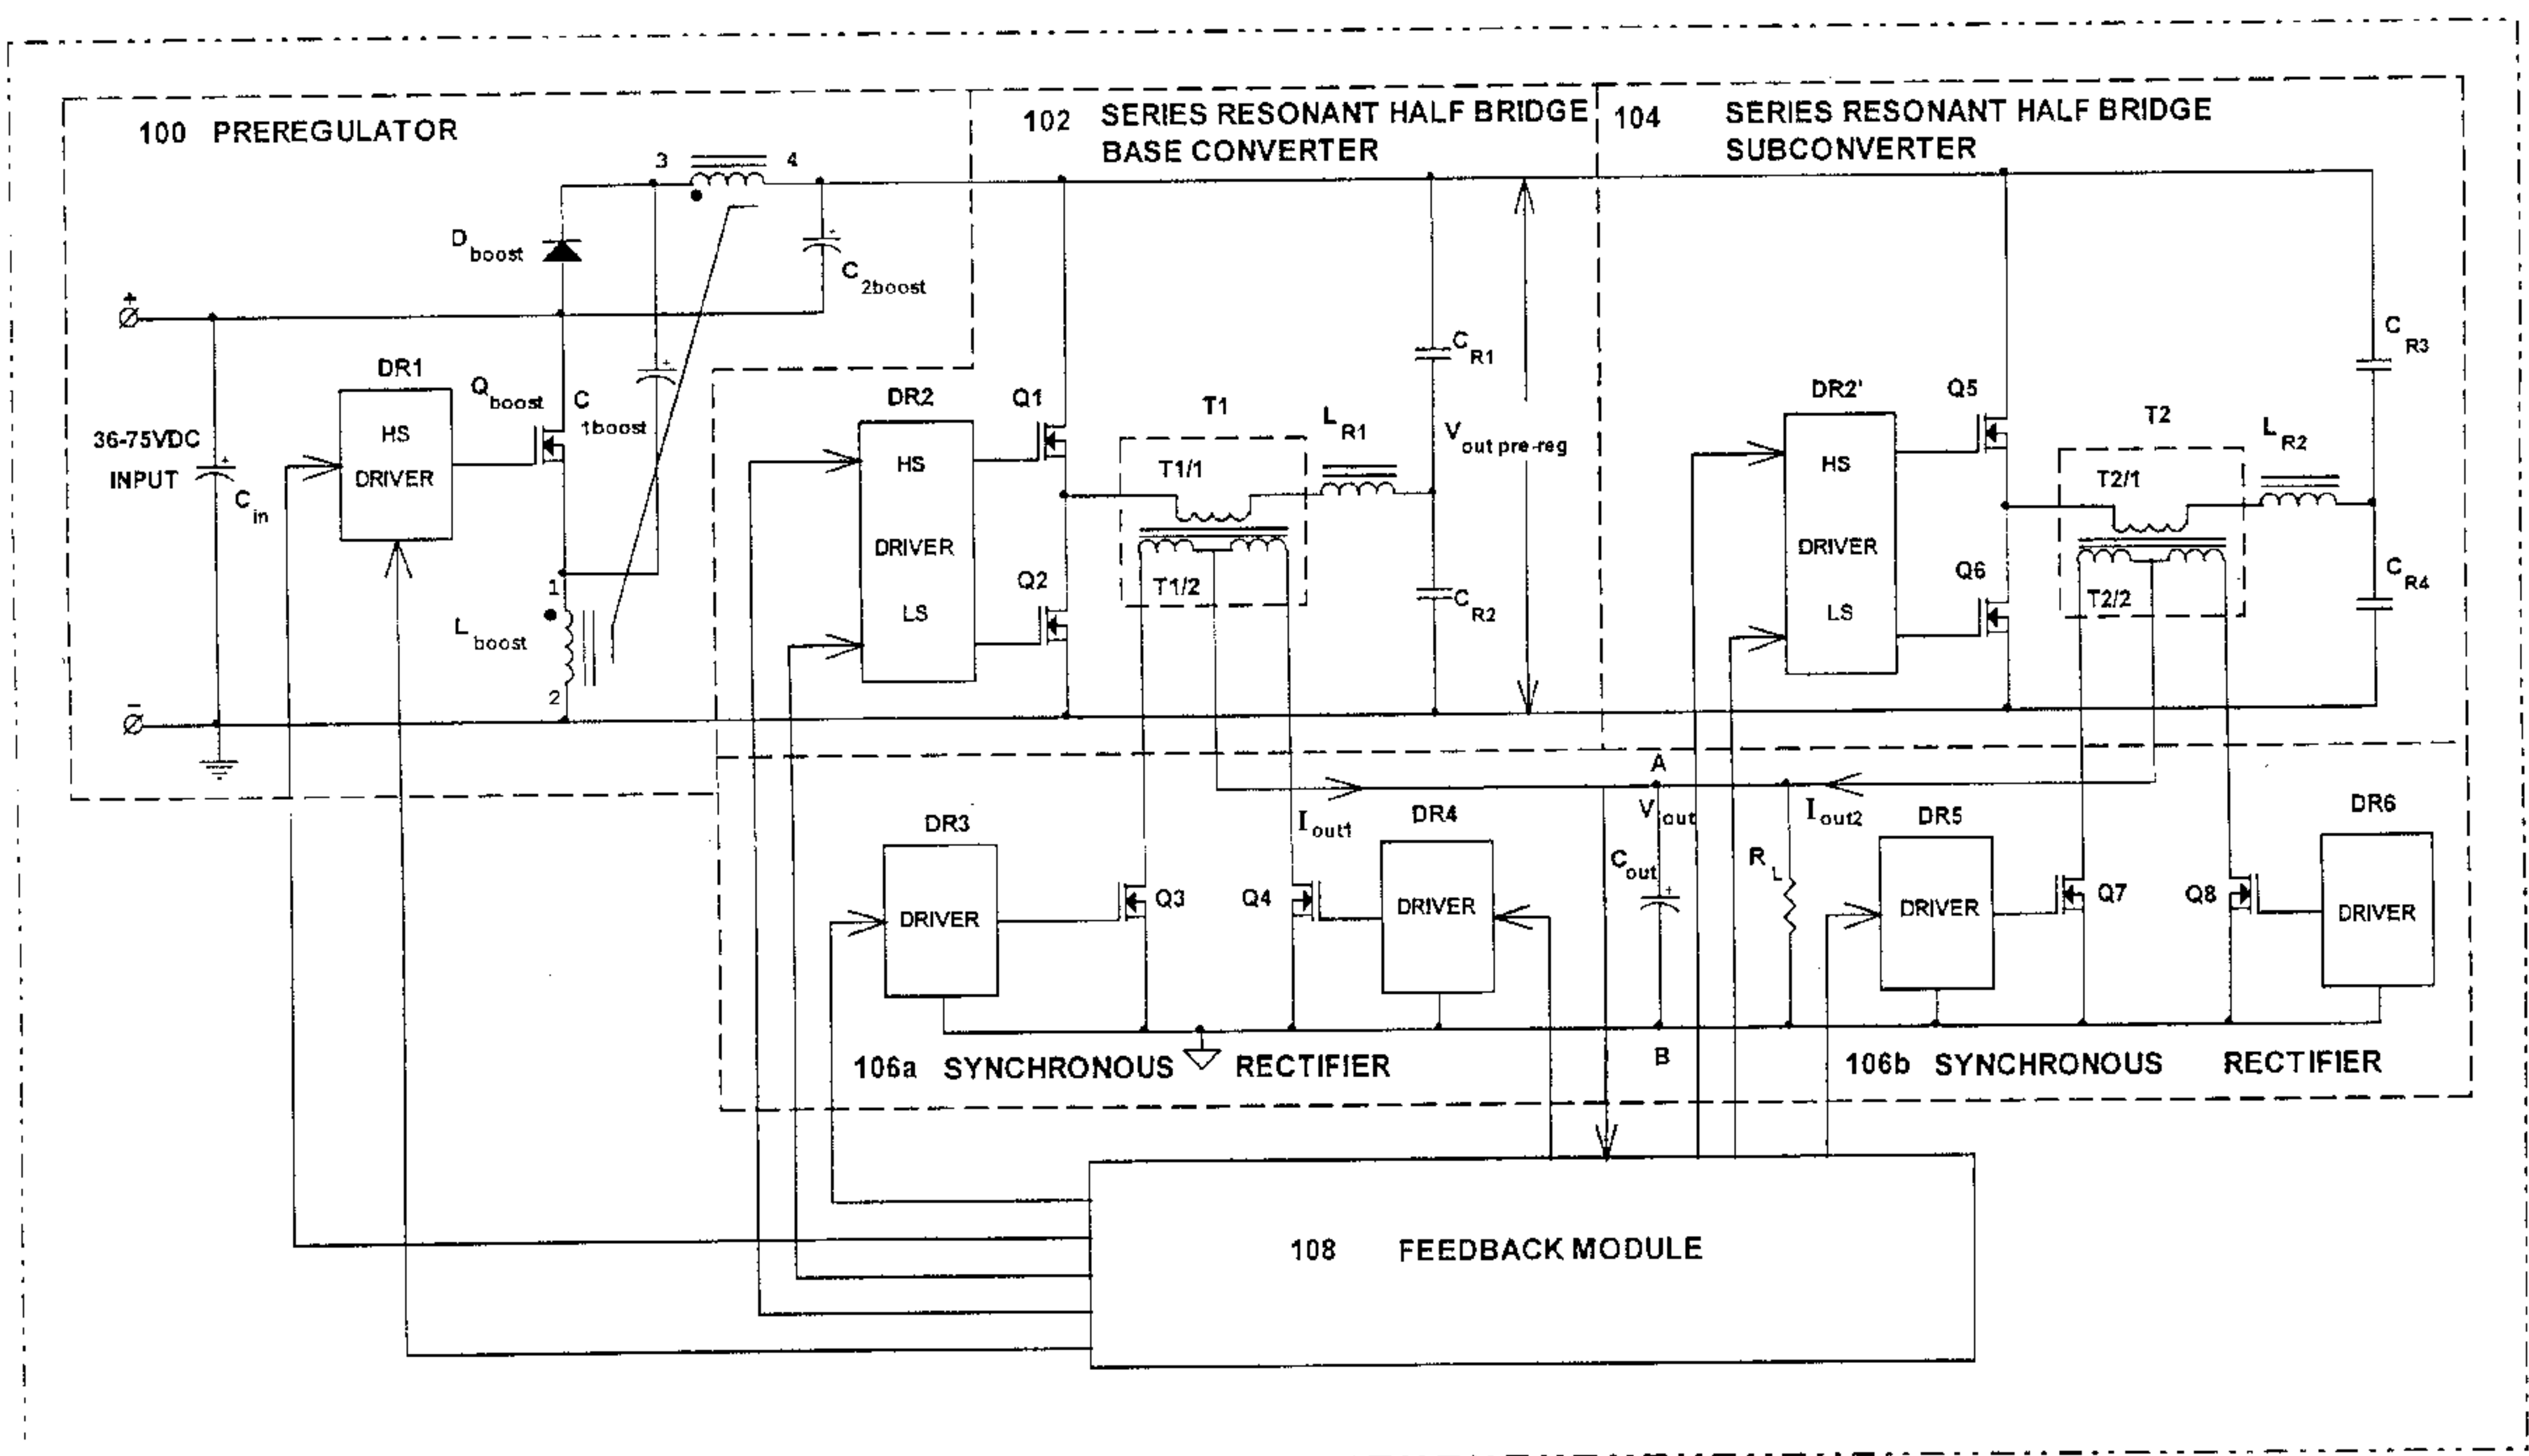 100 PREREGULATOR
102 SERIES RESONANT HALF BRIDGE
BASE CONVERTER
104 SERIES RESONANT HALF BRIDGE
SUBCONVERTER
3
4
D boost
C 2boost
+
+
36-75VDC
INPUT
+
C in
DR1
HS
DRIVER
Q boost
C 1boost
+
1
L boost
2
-
DR2
HS
DRIVER
LS
Q1
Q2
T1
T1/1
T1/2
L R1
C R1
C R2
V out pre-reg
DR2'
HS
DRIVER
LS
Q5
Q6
T2
T2/1
T2/2
L R2
C R3
C R4
A
V out
I out1
I out2
DR3
DRIVER
Q3
Q4
DR4
DRIVER
C out
+
R L
DR5
DRIVER
Q7
Q8
DR6
DRIVER
B
106a SYNCHRONOUS RECTIFIER
106b SYNCHRONOUS RECTIFIER
108 FEEDBACK MODULE